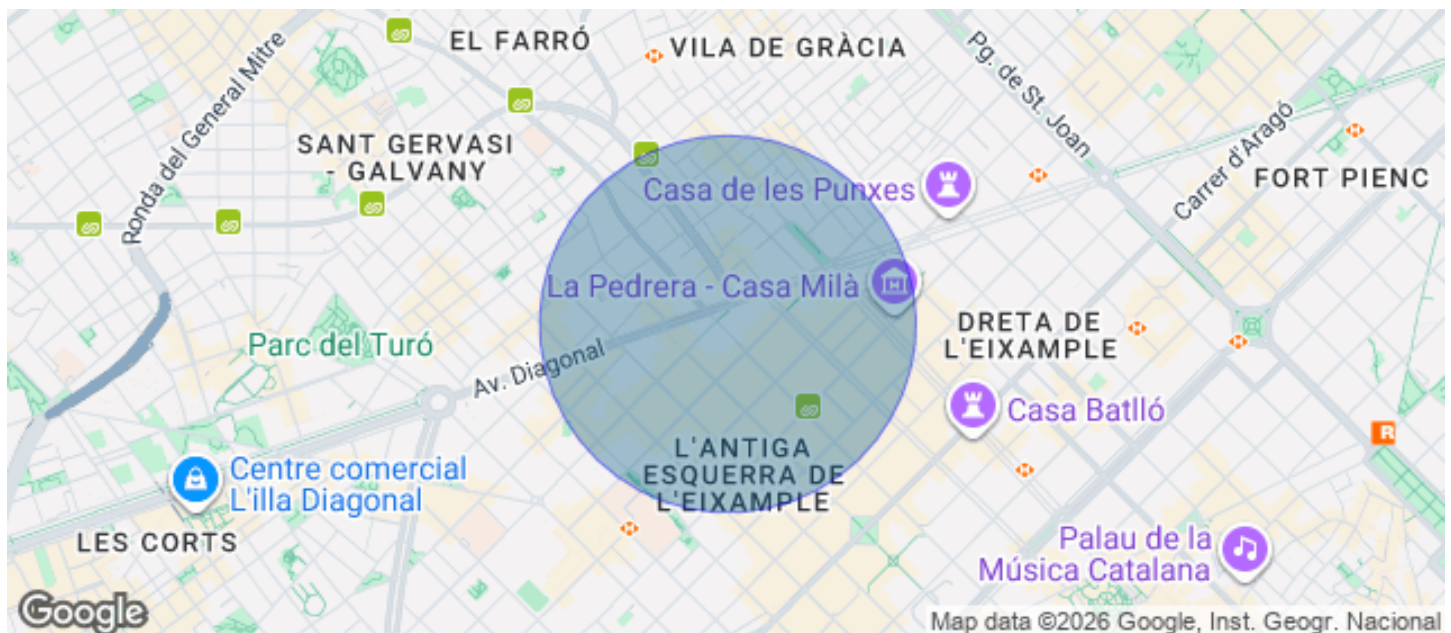 EL FARRÓ
VILA DE GRÀCIA
Pg. de St. Joan
Ronda del General Mitre
SANT GERVASI
- GALVANY
Casa de les Punxes
Carrer d'Aragó
FORT PIENC
La Pedrera - Casa Milà
DRETA DE
L'EIXAMPLE
Parc del Turó
Av. Diagonal
Casa Batlló
L'ANTIGA
ESQUERRA DE
L'EIXAMPLE
Centre comercial
L'illa Diagonal
LES CORTS
Palau de la
Música Catalana
R
Google
Map data ©2026 Google, Inst. Geogr. Nacional